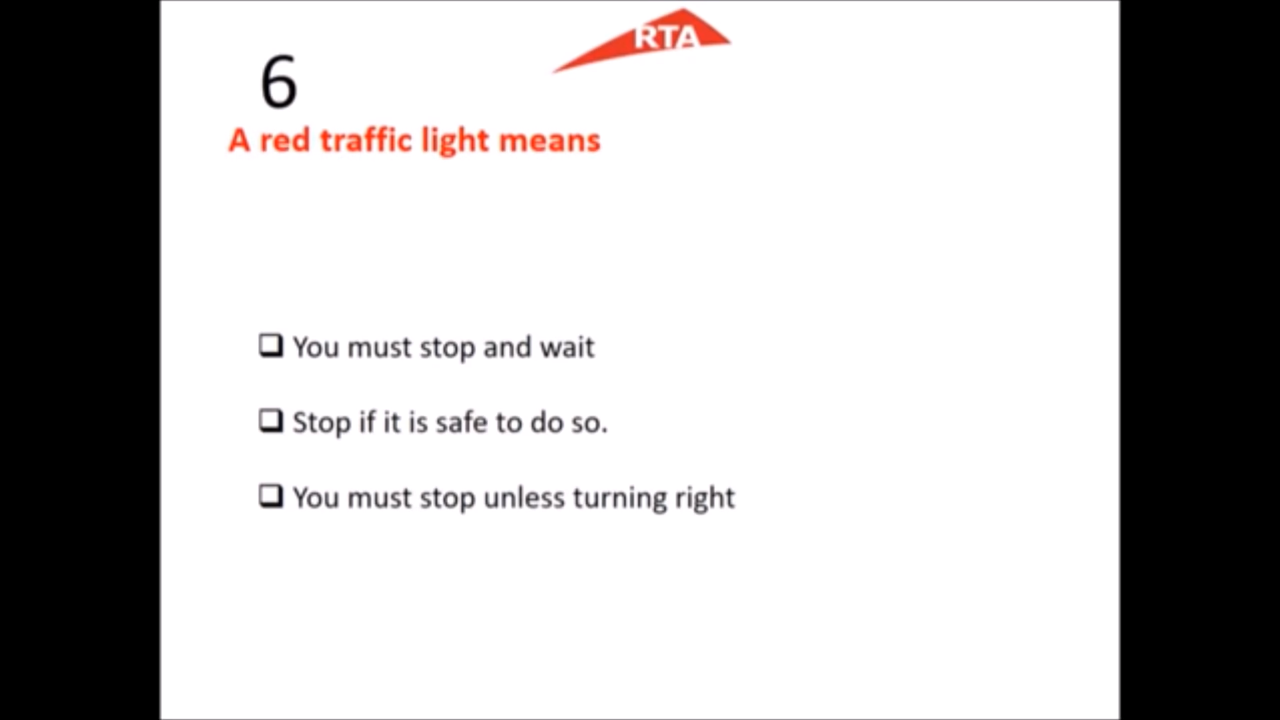 RTA
6
A red traffic light means
You must stop and wait
Stop if it is safe to do so.
You must stop unless turning right